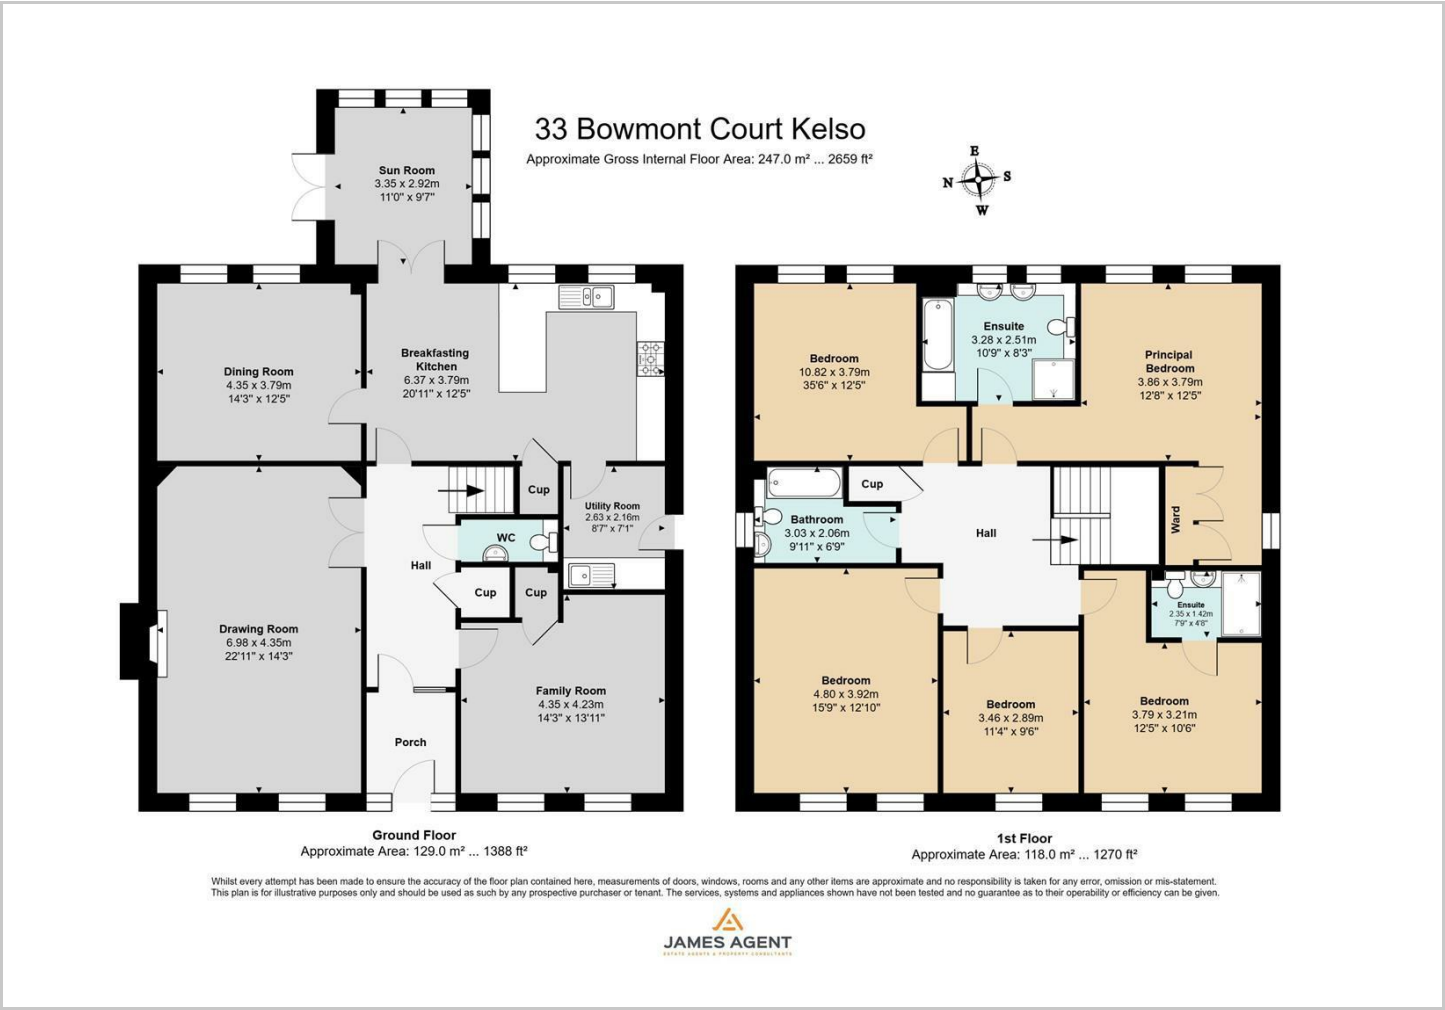 33 Bowmont Court Kelso
Approximate Gross Internal Floor Area: 247.0 m² ... 2659 ft²
E
N
S
W
Sun Room
3.35 x 2.92m
11'0" x 9'7"
Dining Room
4.35 x 3.79m
14'3" x 12'5"
Breakfasting
Kitchen
6.37 x 3.79m
20'11" x 12'5"
Cup
Utility Room
2.63 x 2.16m
8'7" x 7'1"
WC
Hall
Cup
Cup
Drawing Room
6.98 x 4.35m
22'11" x 14'3"
Family Room
4.35 x 4.23m
14'3" x 13'11"
Porch
Ground Floor
Approximate Area: 129.0 m² ... 1388 ft²
Bedroom
10.82 x 3.79m
35'6" x 12'5"
Ensuite
3.28 x 2.51m
10'9" x 8'3"
Principal
Bedroom
3.86 x 3.79m
12'8" x 12'5"
Cup
Bathroom
3.03 x 2.06m
9'11" x 6'9"
Hall
Ward
Ensuite
2.35 x 1.42m
7'9" x 4'8"
Bedroom
4.80 x 3.92m
15'9" x 12'10"
Bedroom
3.46 x 2.89m
11'4" x 9'6"
Bedroom
3.79 x 3.21m
12'5" x 10'6"
1st Floor
Approximate Area: 118.0 m² ... 1270 ft²
Whilst every attempt has been made to ensure the accuracy of the floor plan contained here, measurements of doors, windows, rooms and any other items are approximate and no responsibility is taken for any error, omission or mis-statement.
This plan is for illustrative purposes only and should be used as such by any prospective purchaser or tenant. The services, systems and appliances shown have not been tested and no guarantee as to their operability or efficiency can be given.
JAMES AGENT
ESTATE AGENTS & PROPERTY CONSULTANTS